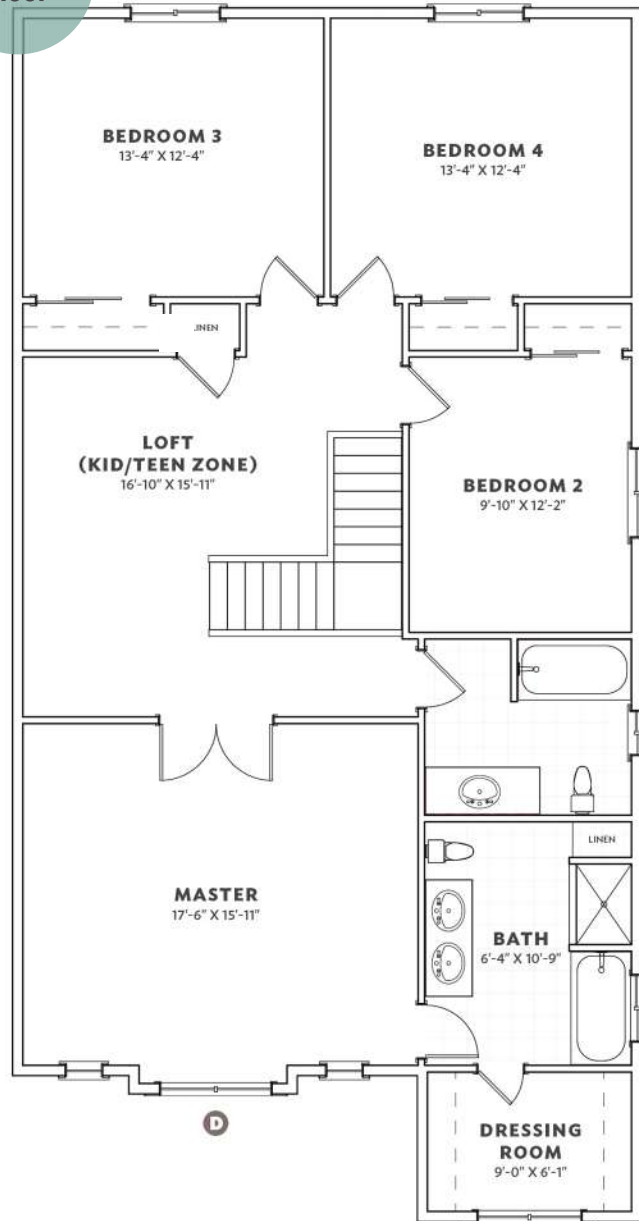 BEDROOM 3
13'-4" X 12'-4"
BEDROOM 4
13'-4" X 12'-4"
LOFT
(KID/TEEN ZONE)
16'-10" X 15'-11"
BEDROOM 2
9'-10" X 12'-2"
LINEN
MASTER
17'-6" X 15'-11"
BATH
6'-4" X 10'-9"
D
DRESSING
ROOM
9'-0" X 6'-1"